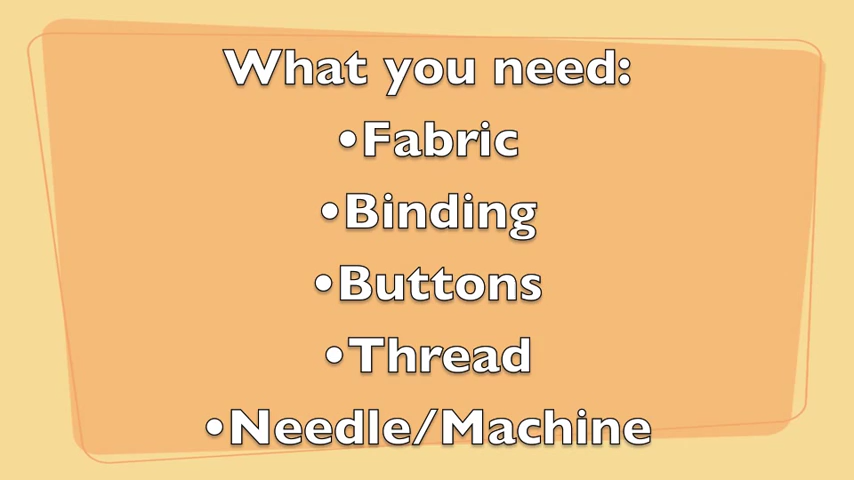 What you need:
•Fabric
•Binding
•Buttons
•Thread
•Needle/Machine